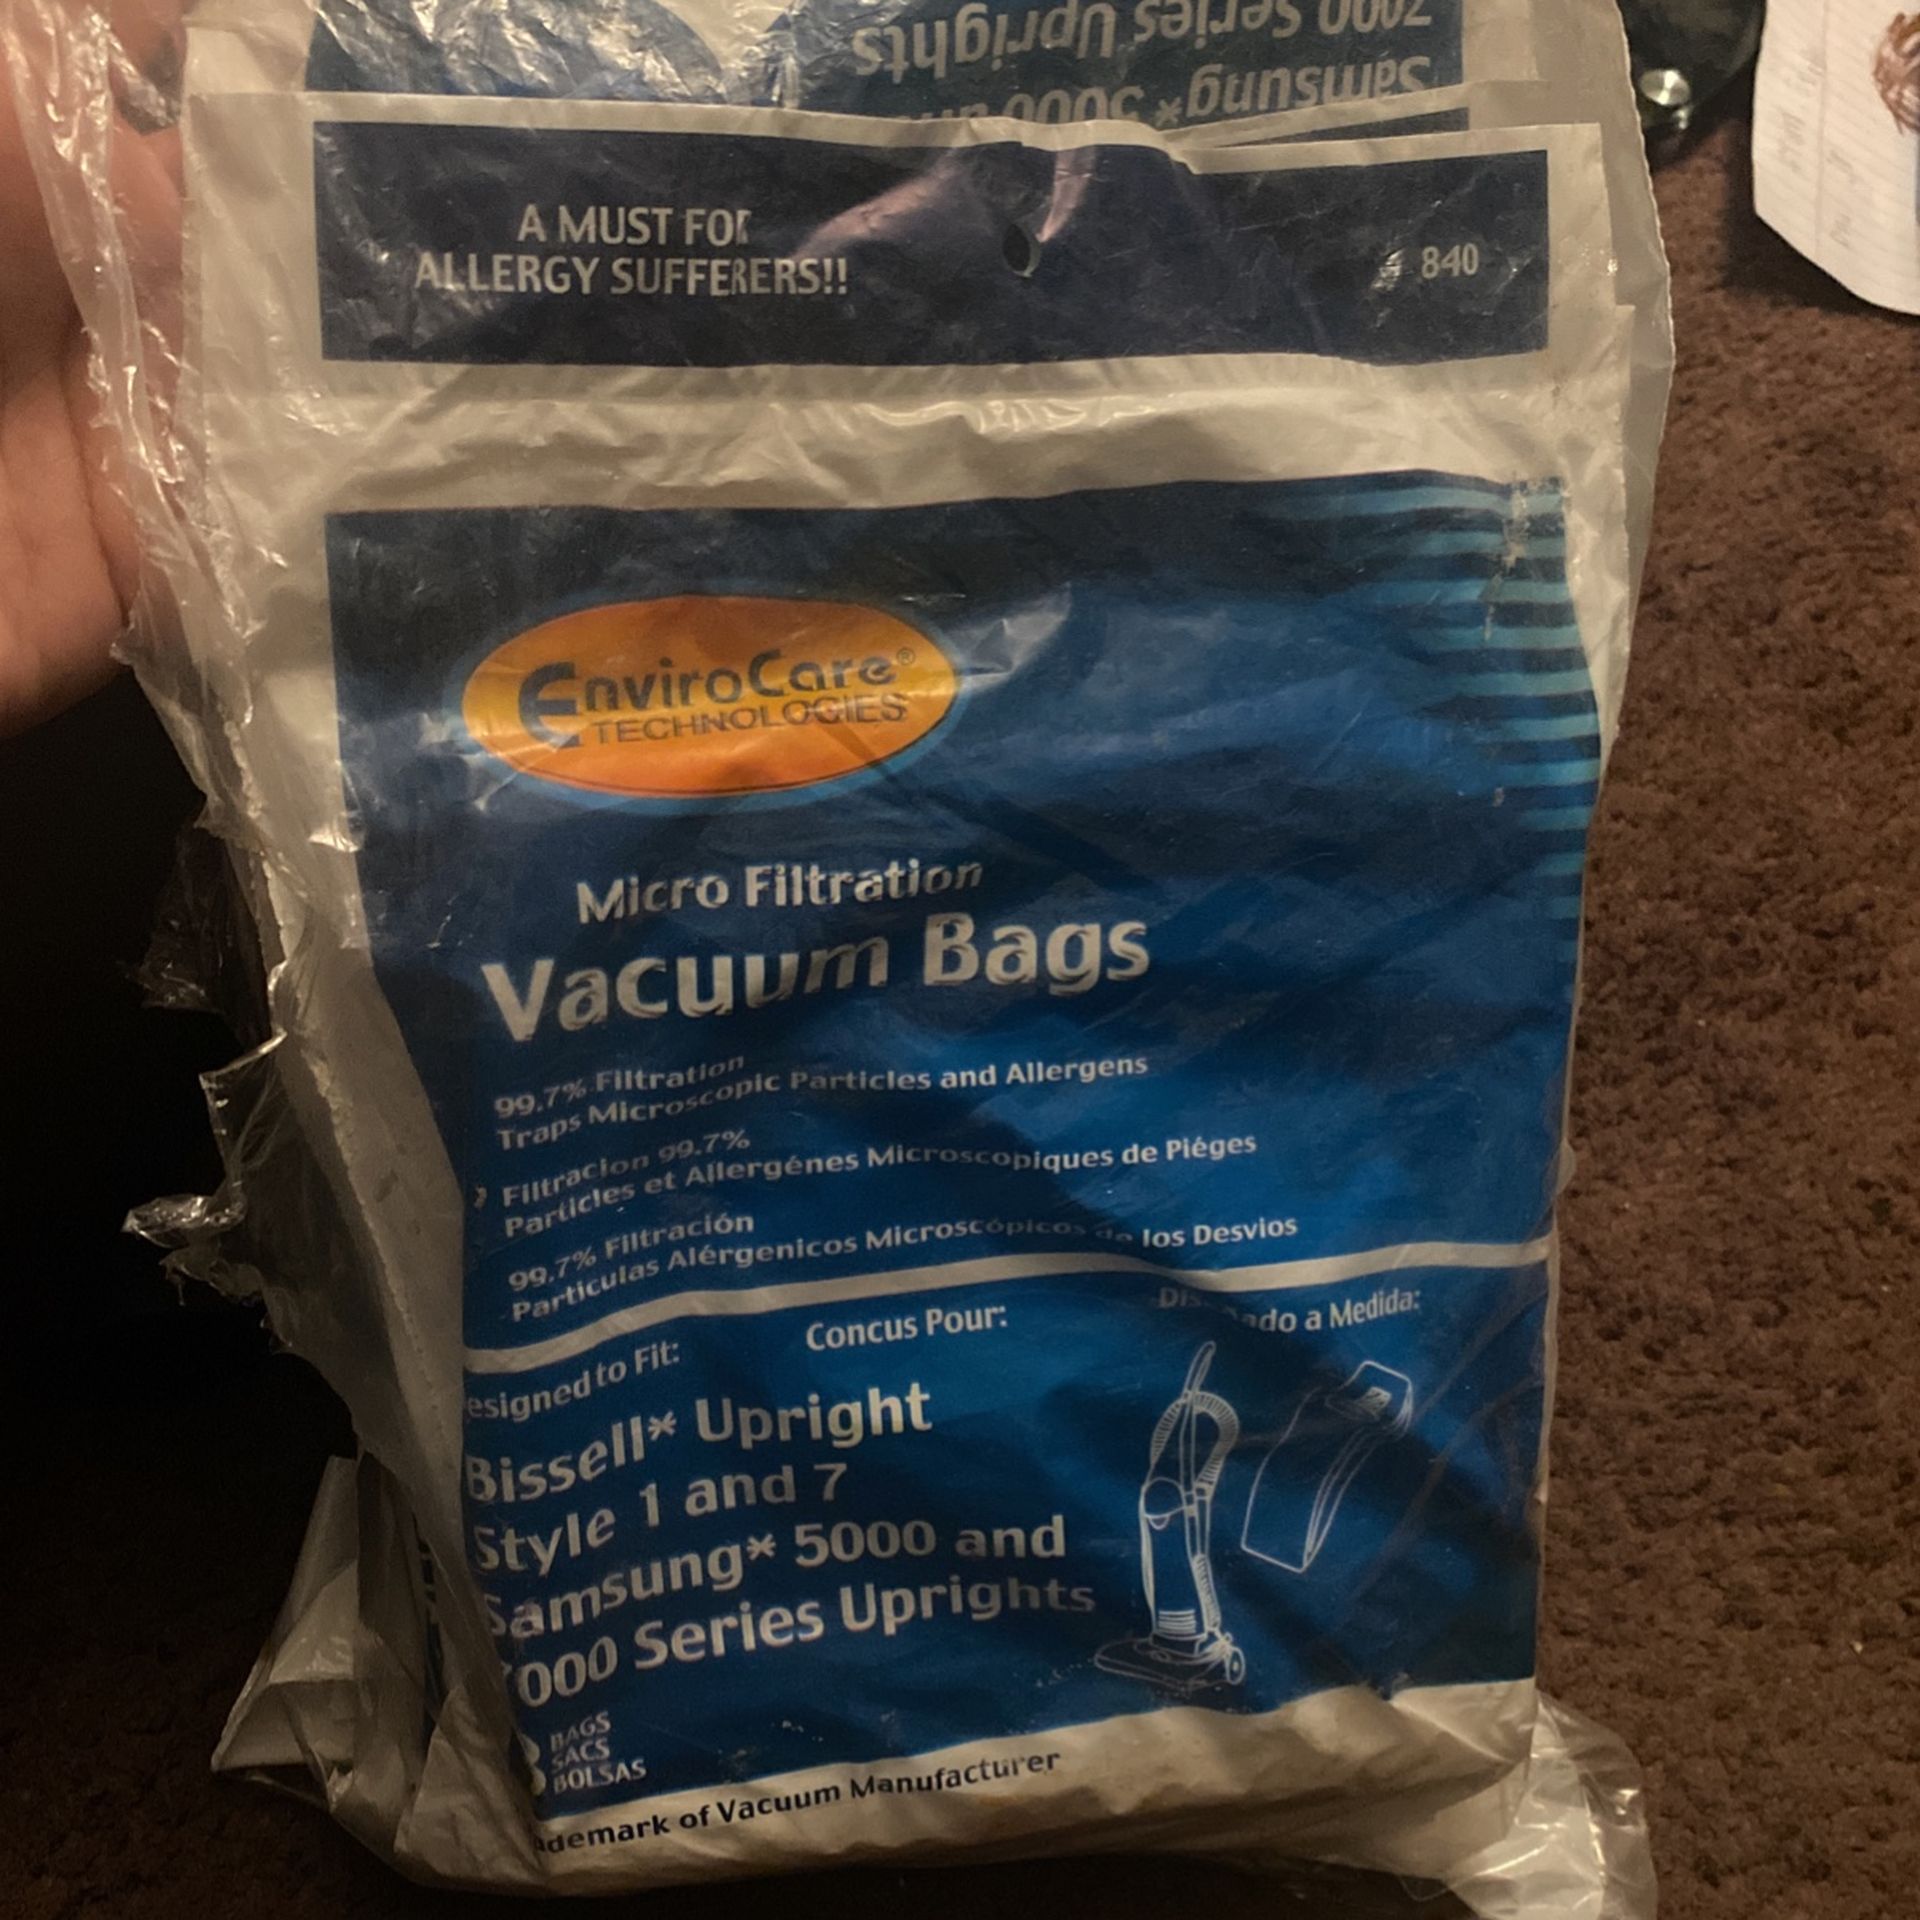 7000 Series Uprights
Samsung* 5000
A MUST FOR
ALLERGY SUFFERERS!!
840
EnviroCare®
TECHNOLOGIES
Micro Filtration
Vacuum Bags
99.7% Filtration
Traps Microscopic Particles and Allergens
Filtracion 99.7%
Particles et Allergénes Microscopiques de Piéges
99.7% Filtración
Particulas Alérgenicos Microscópicos de los Desvios
esigned to Fit:
Concus Pour:
ado a Medida:
Bissell* Upright
Style 1 and 7
Samsung* 5000 and
7000 Series Uprights
BAGS
SACS
BOLSAS
ademark of Vacuum Manufacturer